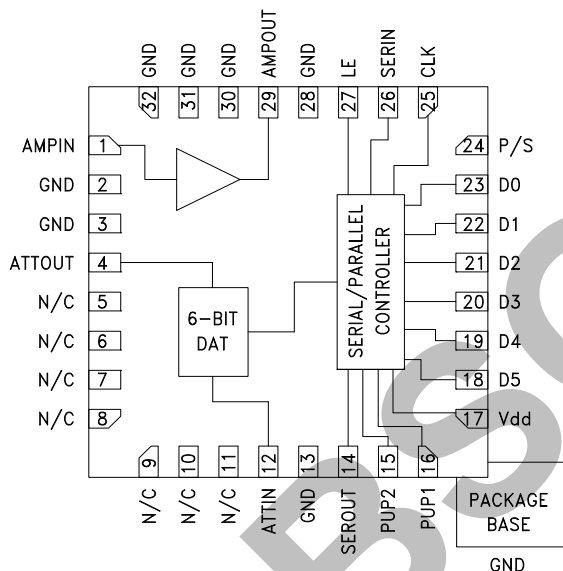 GND
GND
GND
AMPOUT
GND
LE
SERIN
CLK
32
31
30
29
28
27
26
25
AMPIN 1
GND 2
GND 3
ATTOUT 4
N/C 5
N/C 6
N/C 7
N/C 8
24 P/S
23 D0
22 D1
21 D2
20 D3
19 D4
18 D5
17 Vdd
6-BIT
DAT
SERIAL/PARALLEL
CONTROLLER
9
10
11
12
13
14
15
16
N/C
N/C
N/C
ATTIN
GND
SEROUT
PUP2
PUP1
PACKAGE
BASE
GND